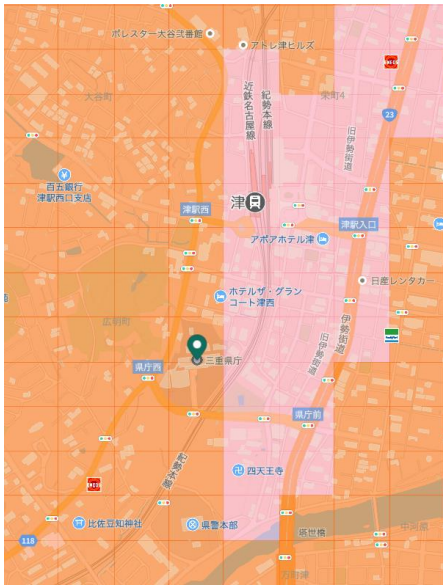 ポレスター大谷弐番館
アドレ津ヒルズ
大谷町
近鉄名古屋線
紀勢本線
栄町4
23
旧伊勢街道
百五銀行
津駅西口支店
津駅西
津
津駅入口
アポアホテル津
日産レンタカー
ホテルザ・グラン
コート津西
広明町
伊勢街道
旧伊勢街道
三重県庁
県庁西
県庁前
紀勢本線
四天王寺
比佐豆知神社
県警本部
塔世橋
118